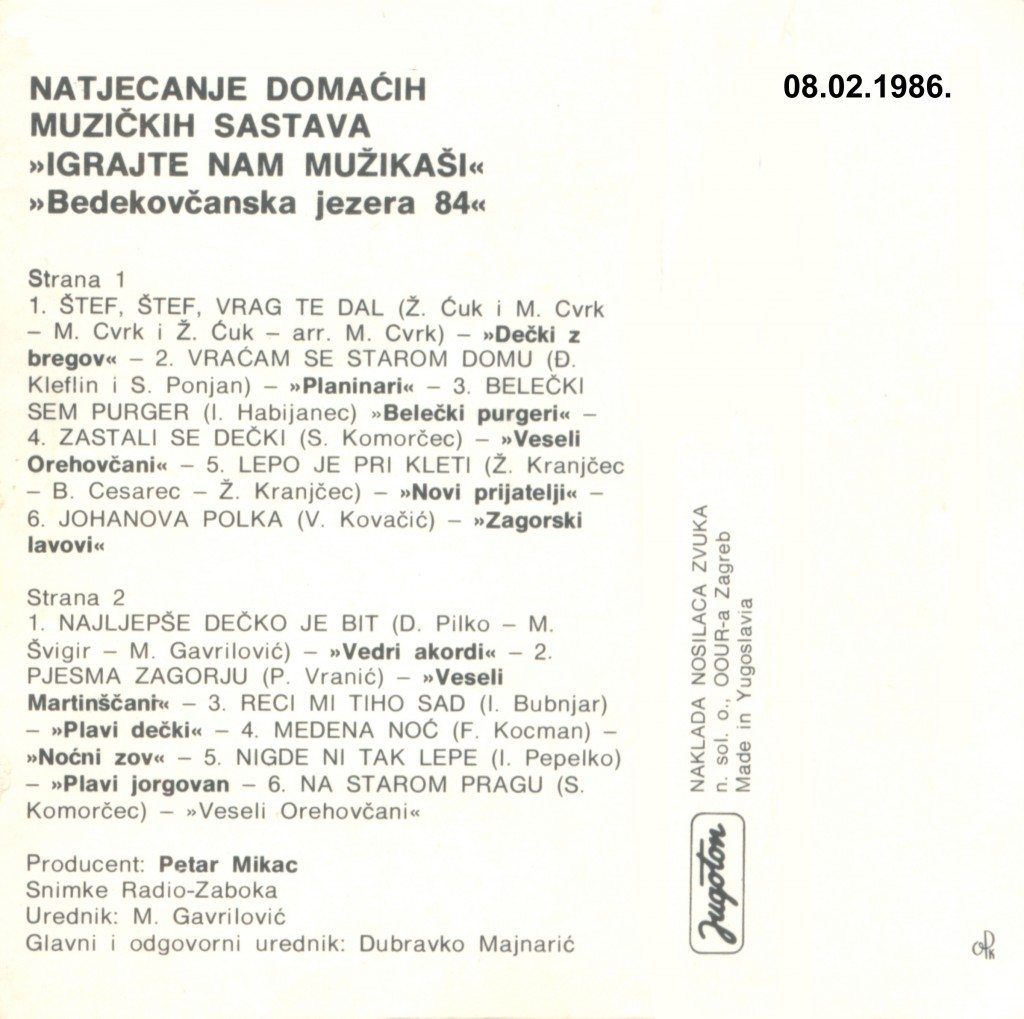 NATJECANJE DOMAĆIH
MUZIČKIH SASTAVA
»IGRAJTE NAM MUŽIKAŠI«
»Bedekovčanska jezera 84«
08.02.1986.
Strana 1
1. ŠTEF, ŠTEF, VRAG TE DAL (Ž. Ćuk i M. Cvrk
– M. Cvrk i Ž. Ćuk – arr. M. Cvrk) – »Dečki z
bregov« – 2. VRAĆAM SE STAROM DOMU (Đ.
Kleflin i S. Ponjan) – »Planinari« – 3. BELEČKI
SEM PURGER (I. Habijanec) »Belečki purgeri« –
4. ZASTALI SE DEČKI (S. Komorčec) – »Veseli
Orehovčani« – 5. LEPO JE PRI KLETI (Ž. Kranjčec
– B. Cesarec – Ž. Kranjčec) – »Novi prijatelji« –
6. JOHANOVA POLKA (V. Kovačić) – »Zagorski
lavovi«
Strana 2
1. NAJLJEPŠE DEČKO JE BIT (D. Pilko – M.
Švigir – M. Gavrilović) – »Vedri akordi« – 2.
PJESMA ZAGORJU (P. Vranić) – »Veseli
Martinščani« – 3. RECI MI TIHO SAD (I. Bubnjar)
– »Plavi dečki« – 4. MEDENA NOĆ (F. Kocman) –
»Noćni zov« – 5. NIGDE NI TAK LEPE (I. Pepelko)
– »Plavi jorgovan – 6. NA STAROM PRAGU (S.
Komorčec) – »Veseli Orehovčani«
Producent: Petar Mikac
Snimke Radio-Zaboka
Urednik: M. Gavrilović
Glavni i odgovorni urednik: Dubravko Majnarić
NAKLADA NOSILACA ZVUKA
n. sol. o., OOUR-a Zagreb
Made in Yugoslavia
Jugoton